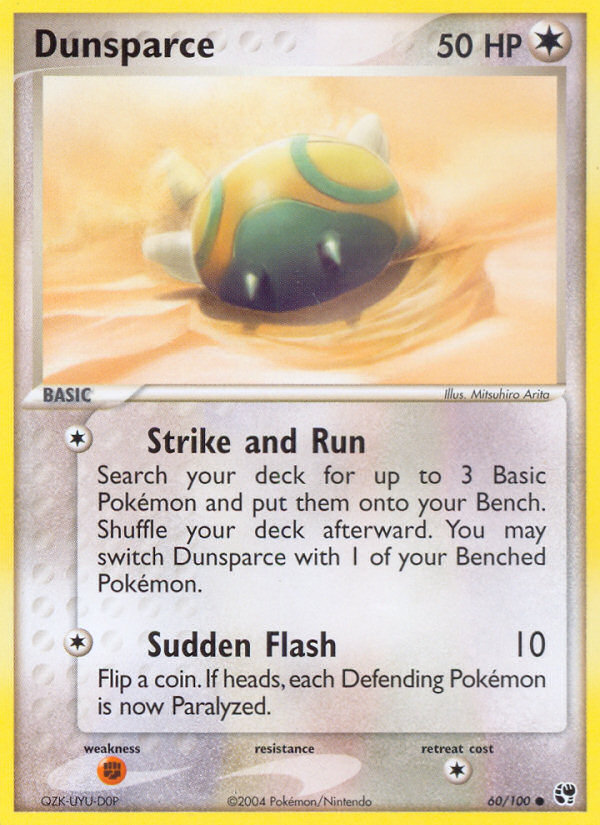 Dunsparce
50 HP
BASIC
Illus. Mitsuhiro Arita
Strike and Run
Search your deck for up to 3 Basic
Pokémon and put them onto your Bench.
Shuffle your deck afterward. You may
switch Dunsparce with 1 of your Benched
Pokémon.
Sudden Flash 10
Flip a coin. If heads, each Defending Pokémon
is now Paralyzed.
weakness resistance retreat cost
QZK-UYU-D0P ©2004 Pokémon/Nintendo 60/100